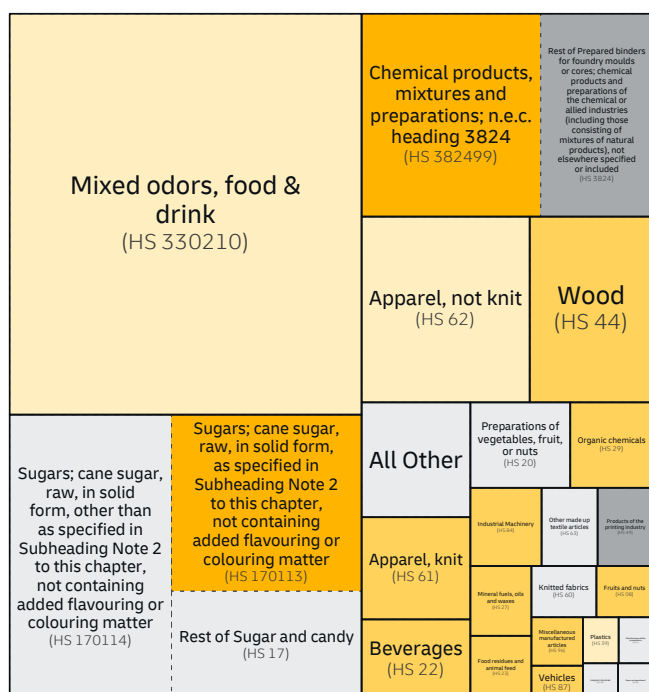 Mixed odors, food &
drink
(HS 330210)
Chemical products,
mixtures and
preparations; n.e.c.
heading 3824
(HS 382499)
Rest of Prepared binders
for foundry moulds
or cores; chemical
products and
preparations of
the chemical or
allied industries
(including those
consisting of
mixtures of natural
products), not
elsewhere specified
or included
(HS 3824)
Apparel, not knit
(HS 62)
Wood
(HS 44)
Sugars; cane sugar,
raw, in solid
form, other than
as specified in
Subheading Note 2
to this chapter,
not containing
added flavouring or
colouring matter
(HS 170114)
Sugars; cane sugar,
raw, in solid form,
as specified in
Subheading Note 2
to this chapter,
not containing
added flavouring or
colouring matter
(HS 170113)
Rest of Sugar and candy
(HS 17)
All Other
Preparations of
vegetables, fruit,
or nuts
(HS 20)
Organic chemicals
(HS 29)
Apparel, knit
(HS 61)
Industrial Machinery
(HS 84)
Other made up
textile articles
(HS 63)
Products of the
printing industry
(HS 49)
Mineral fuels, oils
and waxes
(HS 27)
Knitted fabrics
(HS 60)
Fruits and nuts
(HS 08)
Beverages
(HS 22)
Food residues and
animal feed
(HS 23)
Miscellaneous
manufactured
articles
(HS 96)
Plastics
(HS 39)
Vehicles
(HS 87)